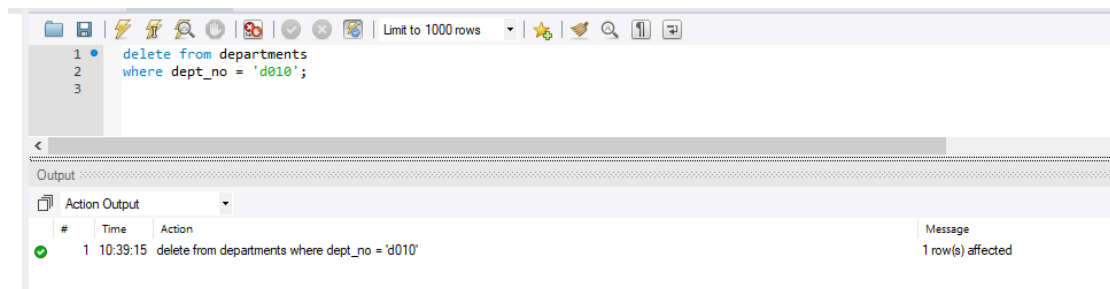 Limit to 1000 rows
1 delete from departments
2 where dept_no = 'd010';
3
Output
Action Output
# Time Action Message
1 10:39:15 delete from departments where dept_no = 'd010' 1 row(s) affected